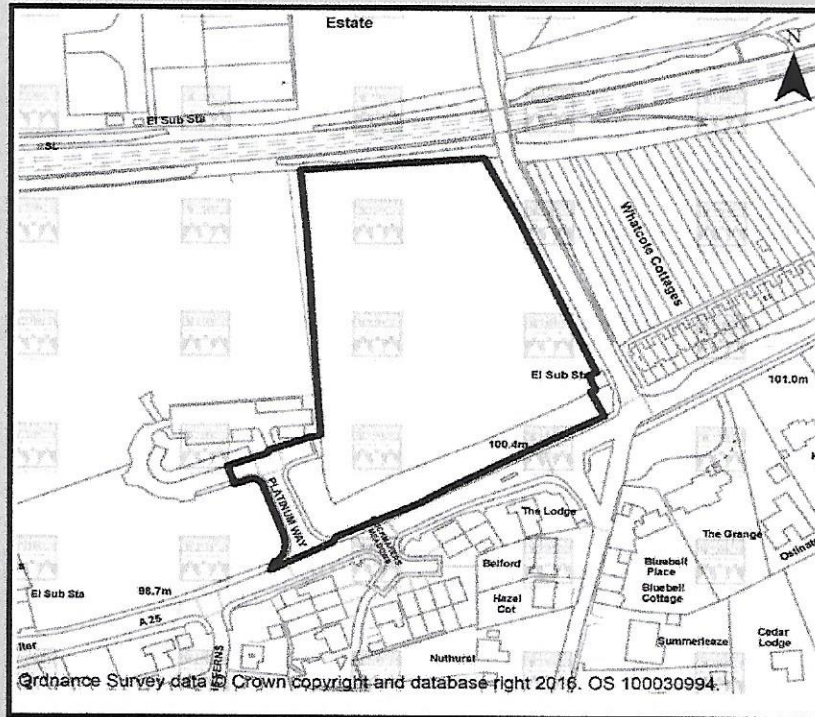 Estate
N
El Sub Sta
SL
Whatcote Cottages
El Sub Sta
101.0m
100.4m
PLATINUM WAY
MEADOWS
The Lodge
The Grange
Belford
Bluebell
Place
El Sub Sta
98.7m
Hazel
Cot
Bluebell
Cottage
A 25
Summerleaze
Cedar
Lodge
Nuthurst
Ordnance Survey data © Crown copyright and database right 2016. OS 100030994.